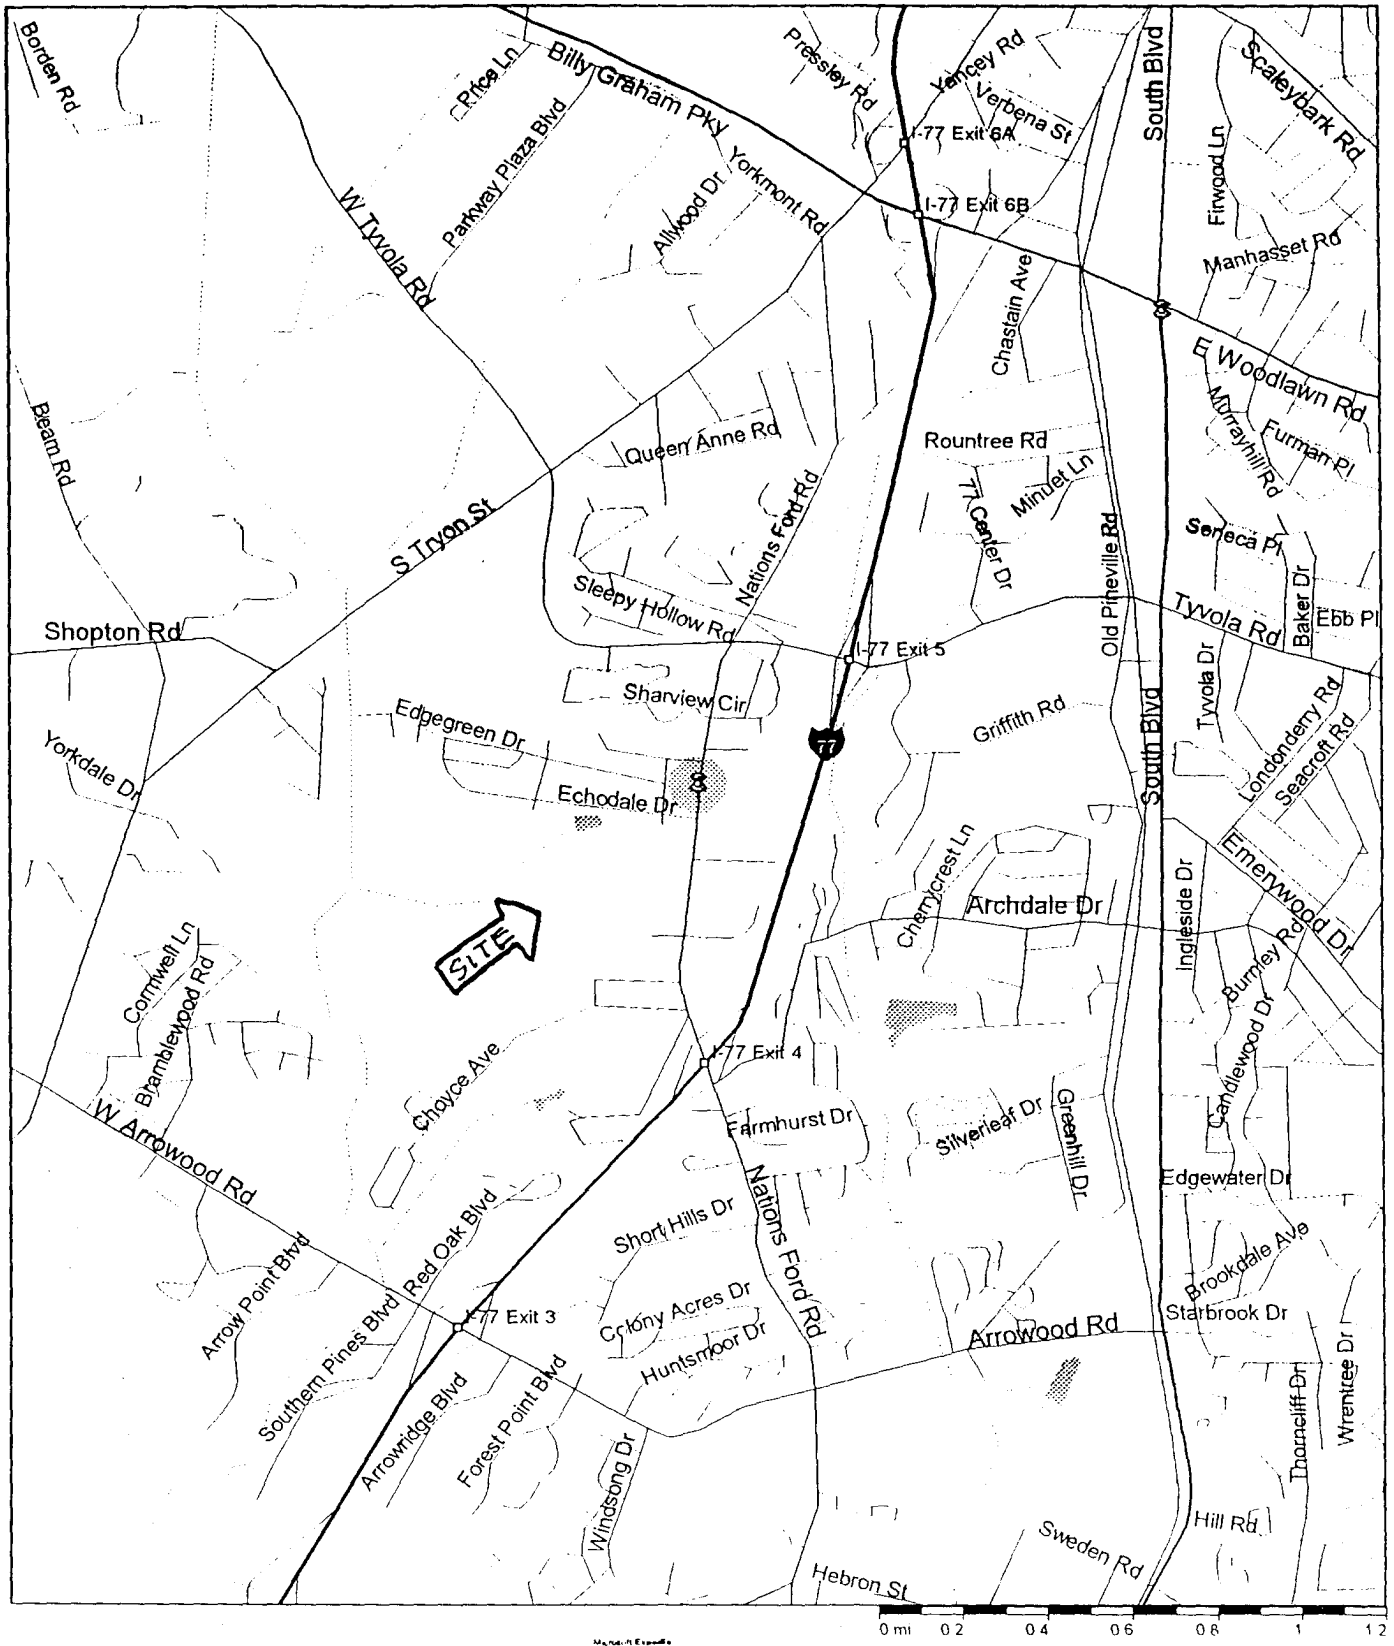 Borden Rd
Price Ln
Billy Graham Pky
Pressley Rd
Yancey Rd
Verbena St
South Blvd
Scaleybark Rd
I-77 Exit 6A
Parkway Plaza Blvd
Allwood Dr
Yorkmont Rd
Firwood Ln
I-77 Exit 6B
W Tyvola Rd
Manhasset Rd
Chastain Ave
E Woodlawn Rd
Beam Rd
Queen Anne Rd
Rountree Rd
Murrayhill Rd
Furman Pl
Minuet Ln
77 Center Dr
Nations Ford Rd
S Tryon St
Old Pineville Rd
Seneca Pl
Sleepy Hollow Rd
Baker Dr
Tyvola Rd
Ebb Pl
Shopton Rd
I-77 Exit 5
Sharview Cir
Tyvola Dr
Edgegreen Dr
Griffith Rd
Londonderry Rd
Seacroft Rd
South Blvd
77
Yorkdale Dr
Echodale Dr
Cherrycrest Ln
Emerywood Dr
Archdale Dr
Ingleside Dr
SITE
Cornwell Ln
Bramblewood Rd
Burnley Rd
Candlewood Dr
I-77 Exit 4
Choyce Ave
Farmhurst Dr
Silverleaf Dr
Greenhill Dr
W Arrowood Rd
Edgewater Dr
Nations Ford Rd
Short Hills Dr
Red Oak Blvd
Arrow Point Blvd
Brookdale Ave
Colony Acres Dr
Starbrook Dr
Southern Pines Blvd
I-77 Exit 3
Arrowood Rd
Huntsmoor Dr
Wrentree Dr
Thorncliff Dr
Arrowridge Blvd
Forest Point Blvd
Windsong Dr
Hill Rd
Sweden Rd
Hebron St
0 mi 0 2 0 4 0 6 0 8 1 1 2